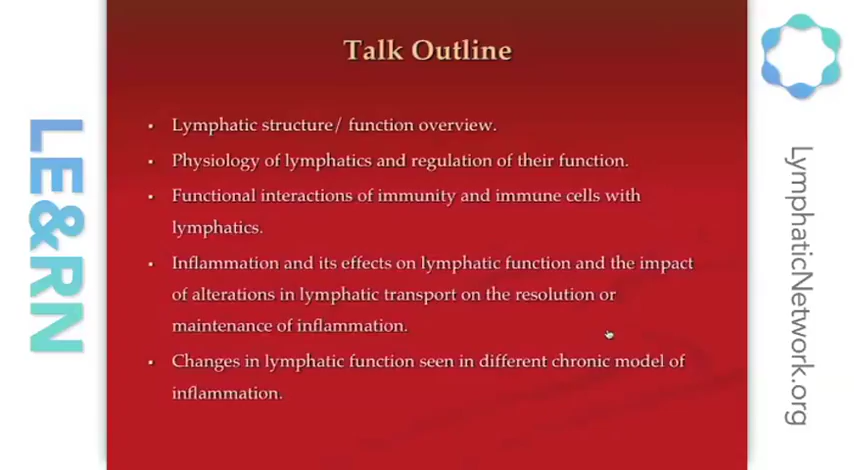 Talk Outline
▪ Lymphatic structure/ function overview.
▪ Physiology of lymphatics and regulation of their function.
▪ Functional interactions of immunity and immune cells with
lymphatics.
▪ Inflammation and its effects on lymphatic function and the impact
of alterations in lymphatic transport on the resolution or
maintenance of inflammation.
▪ Changes in lymphatic function seen in different chronic model of
inflammation.
LE&RN
LymphaticNetwork.org